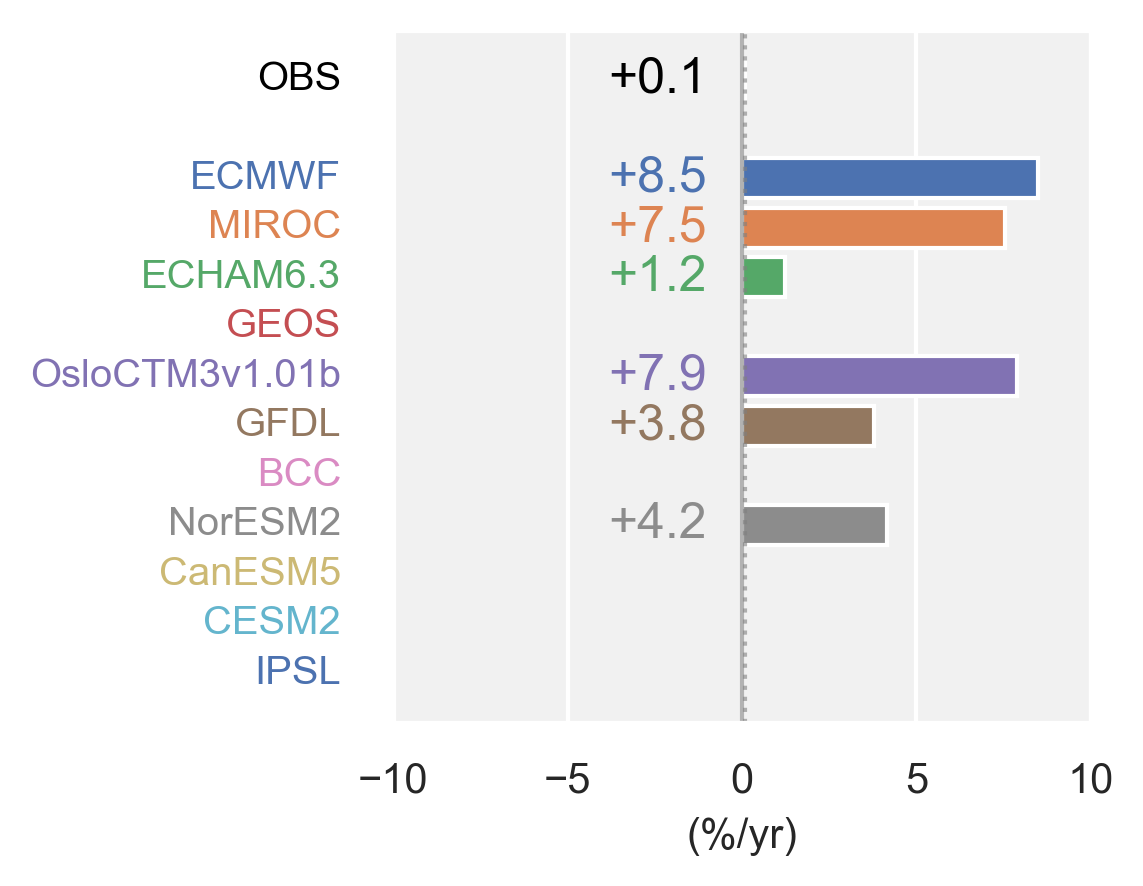 OBS +0.1
ECMWF +8.5
MIROC +7.5
ECHAM6.3 +1.2
GEOS
OsloCTM3v1.01b +7.9
GFDL +3.8
BCC
NorESM2 +4.2
CanESM5
CESM2
IPSL
−10 −5 0 5 10
(%/yr)